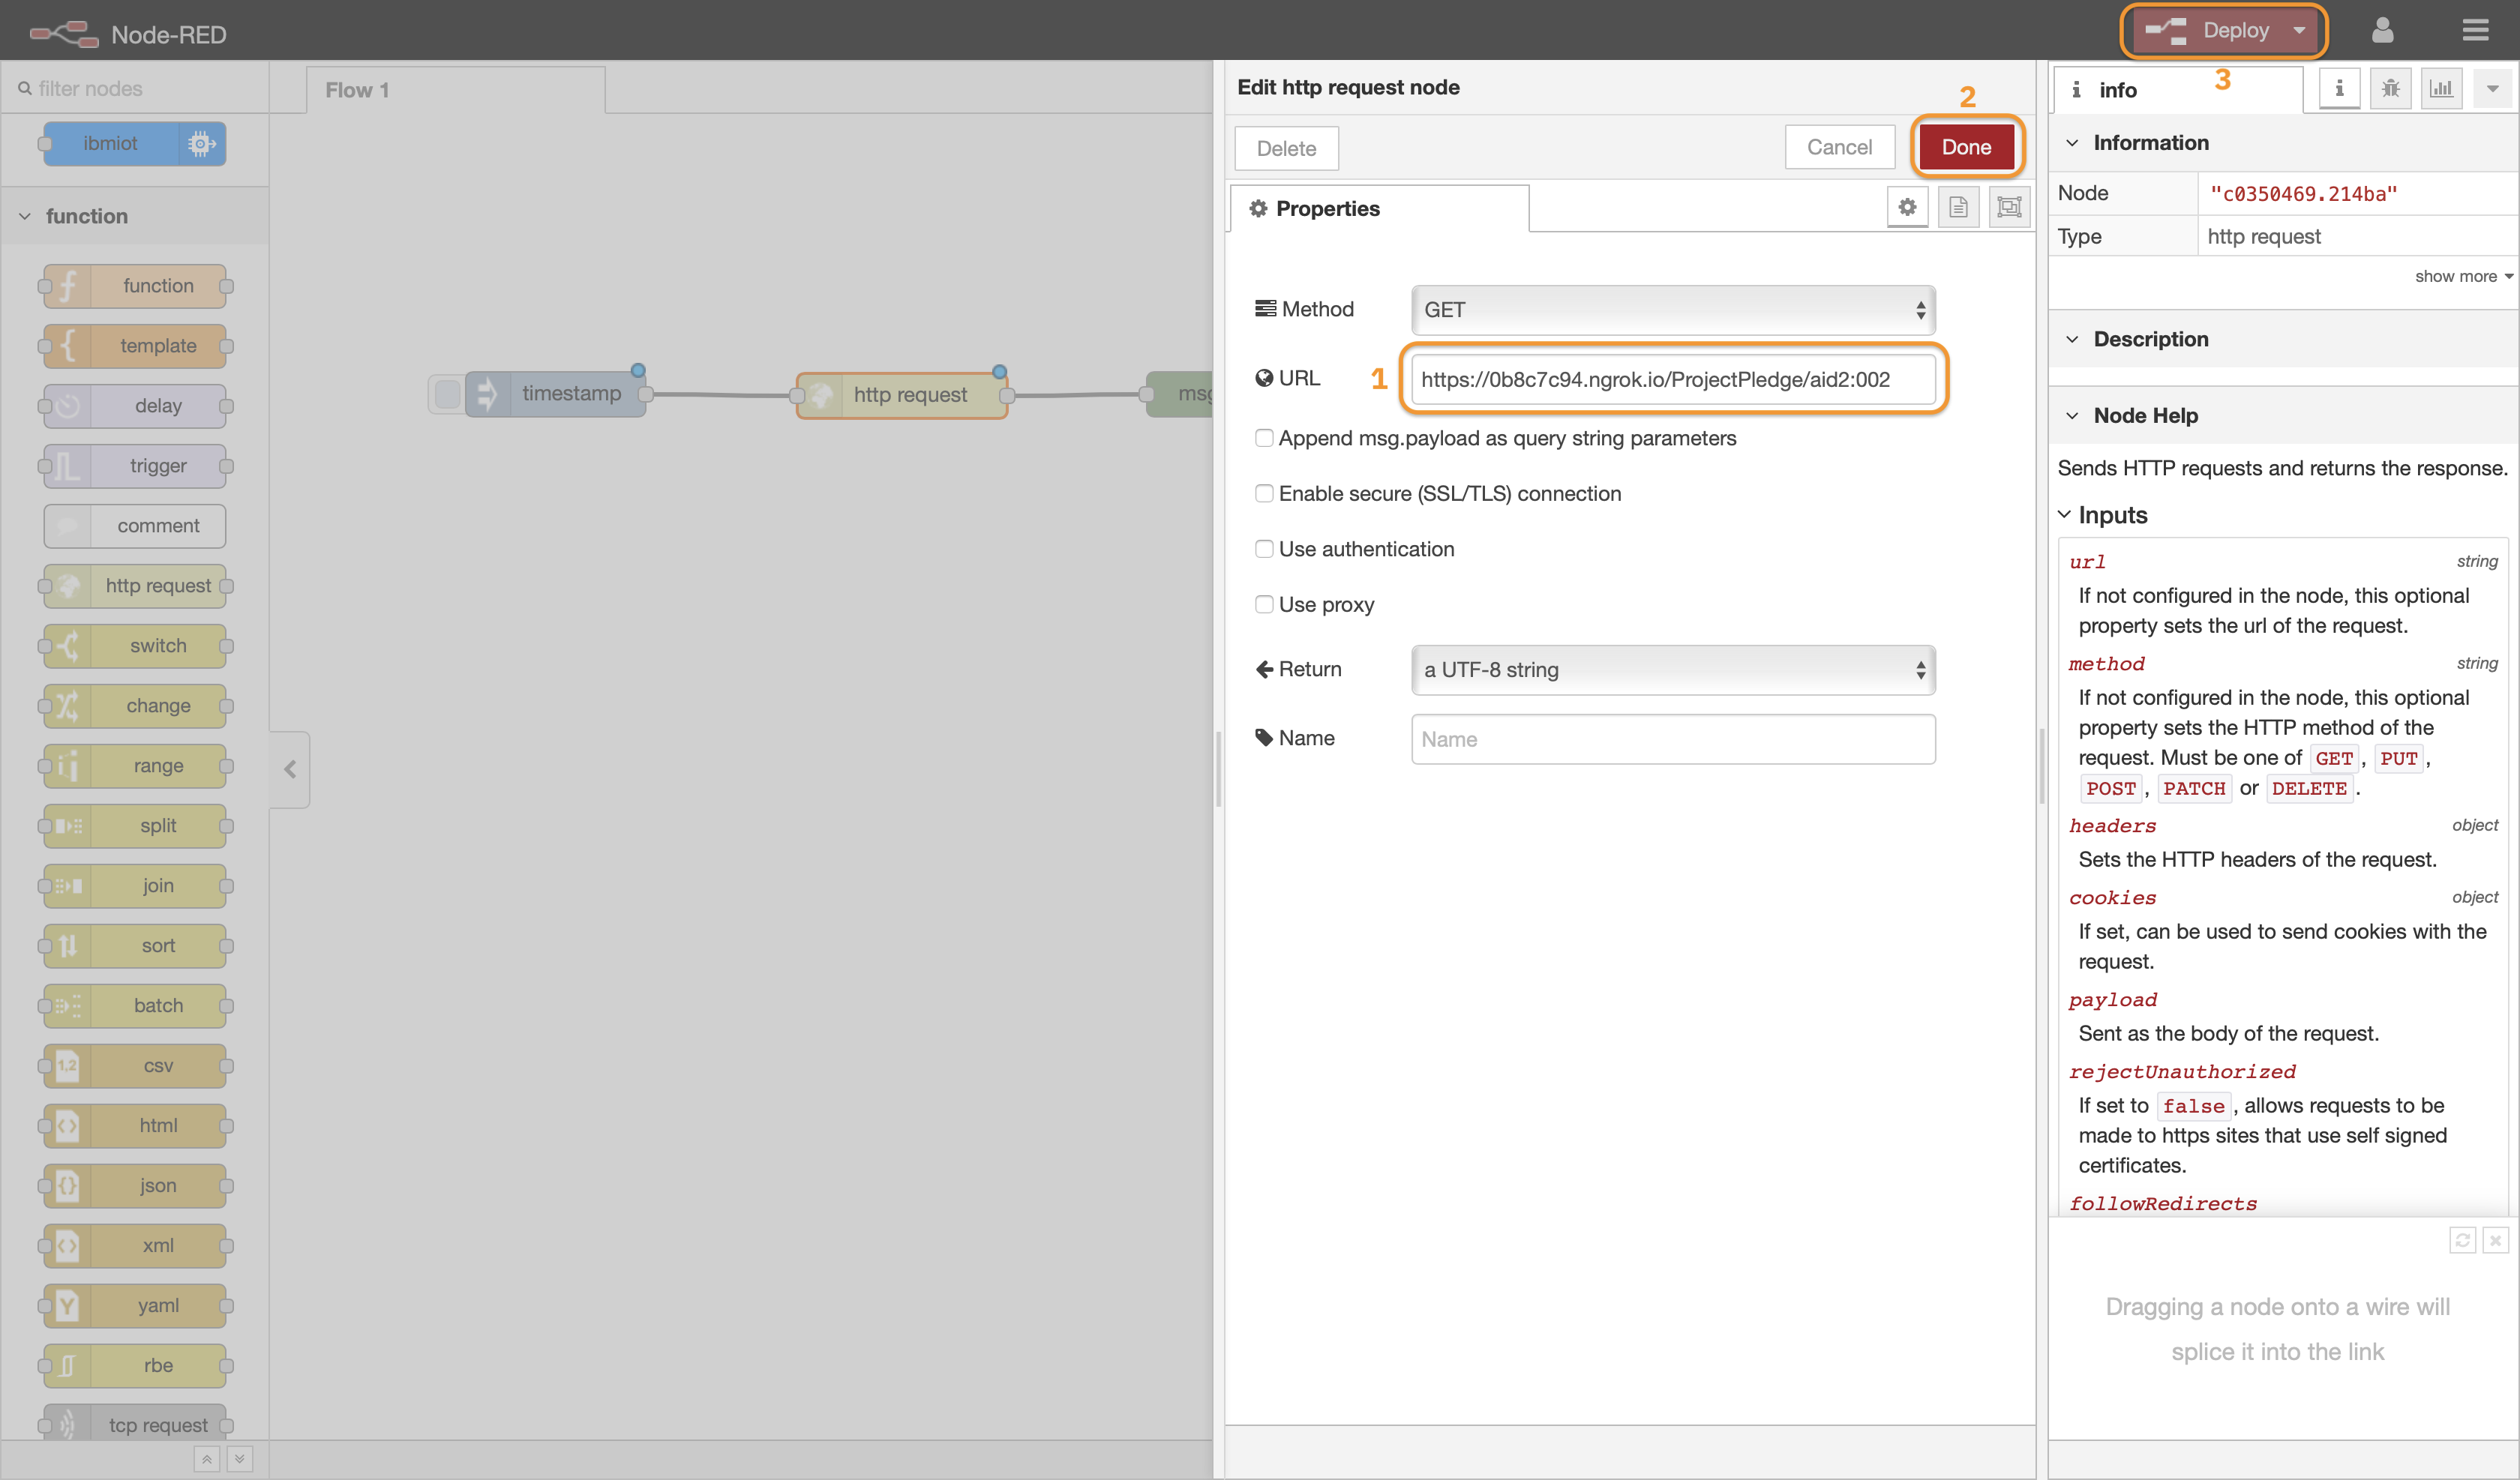 Node-RED
Deploy
filter nodes
ibmiot
function
function
template
delay
trigger
comment
http request
switch
change
range
split
join
sort
batch
1,2
csv
html
json
xml
yaml
rbe
tcp request
Flow 1
timestamp
http request
msg
Edit http request node
2
Delete
Cancel
Done
Properties
Method
GET
1
URL
https://0b8c7c94.ngrok.io/ProjectPledge/aid2:002
Append msg.payload as query string parameters
Enable secure (SSL/TLS) connection
Use authentication
Use proxy
Return
a UTF-8 string
Name
Name
info
3
Information
Node
"c0350469.214ba"
Type
http request
show more
Description
Node Help
Sends HTTP requests and returns the response.
Inputs
url string
If not configured in the node, this optional
property sets the url of the request.
method string
If not configured in the node, this optional
property sets the HTTP method of the
request. Must be one of GET, PUT,
POST, PATCH or DELETE.
headers object
Sets the HTTP headers of the request.
cookies object
If set, can be used to send cookies with the
request.
payload
Sent as the body of the request.
rejectUnauthorized
If set to false, allows requests to be
made to https sites that use self signed
certificates.
followRedirects
Dragging a node onto a wire will
splice it into the link